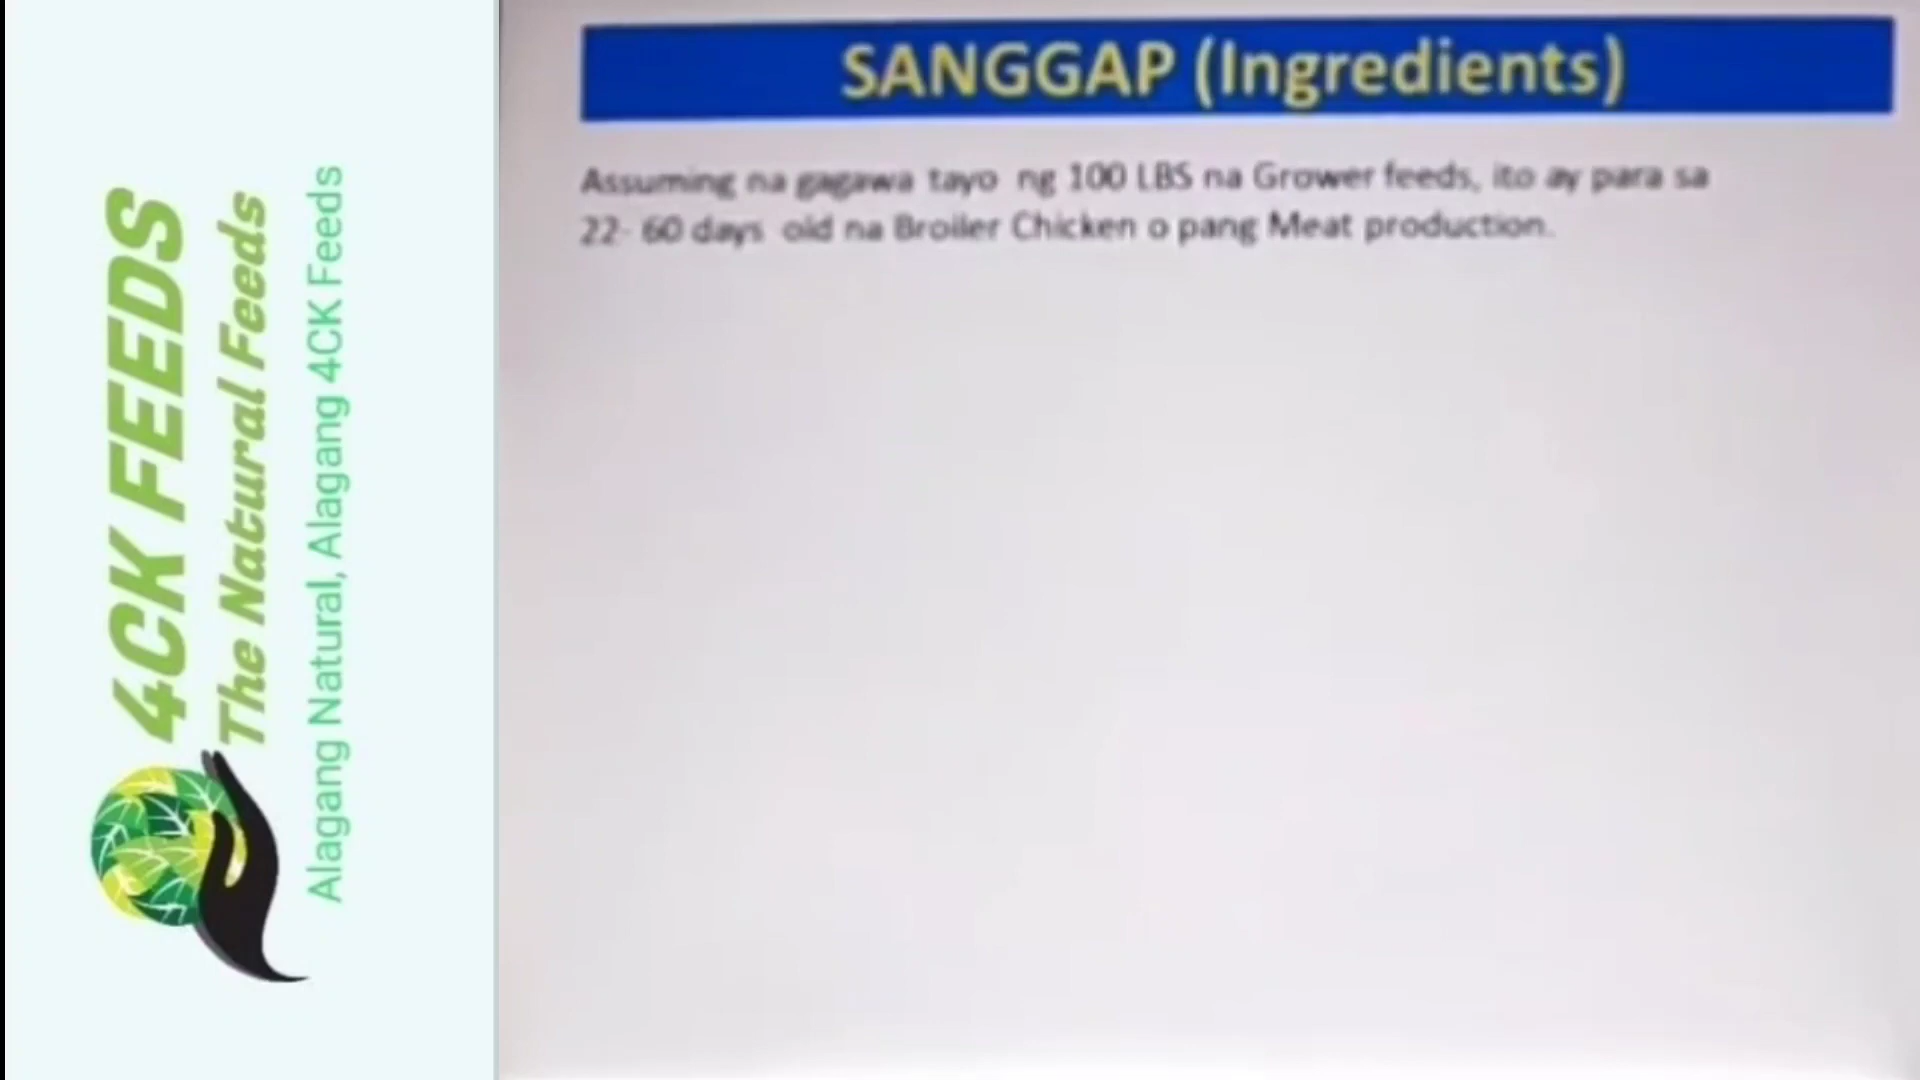 4CK FEEDS
The Natural Feeds
Alagang Natural, Alagang 4CK Feeds
SANGGAP (Ingredients)
Assuming na gagawa tayo ng 100 LBS na Grower feeds, ito ay para sa
22- 60 days old na Broiler Chicken o pang Meat production.